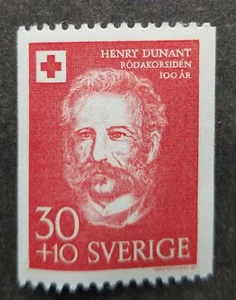 HENRY DUNANT
RÖDAKORSIDEN
100 ÅR
30
+10 SVERIGE